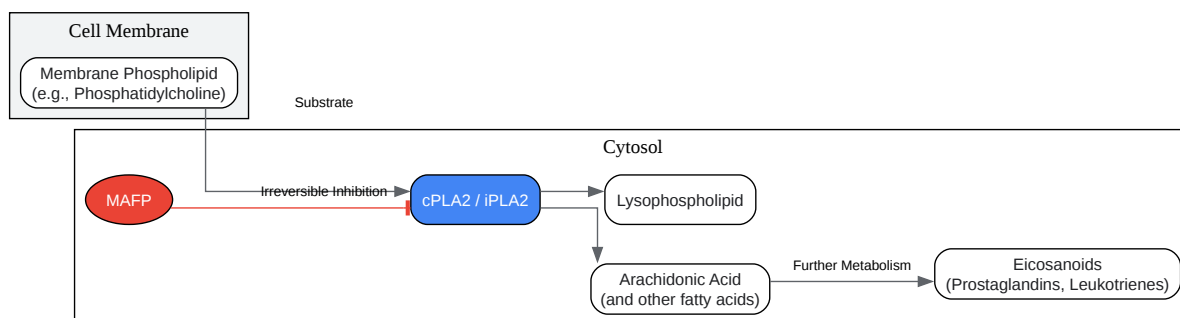 Cell Membrane
Membrane Phospholipid
(e.g., Phosphatidylcholine)
Substrate
Cytosol
MAFP
Irreversible Inhibition
cPLA2 / iPLA2
Lysophospholipid
Arachidonic Acid
(and other fatty acids)
Further Metabolism
Eicosanoids
(Prostaglandins, Leukotrienes)